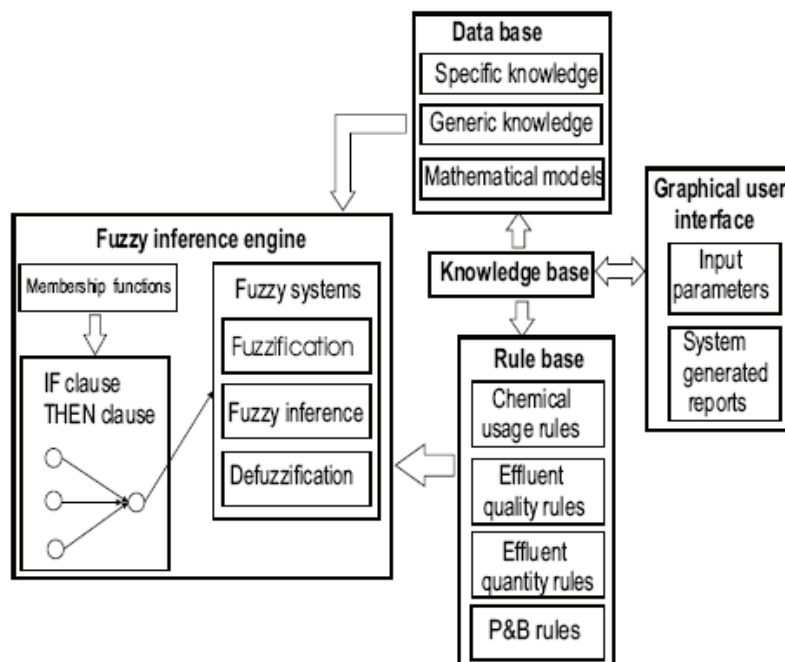 Data base
Specific knowledge
Generic knowledge
Mathematical models
Graphical user
interface
Input
parameters
System
generated
reports
Knowledge base
Fuzzy inference engine
Membership functions
IF clause
THEN clause
Fuzzy systems
Fuzzification
Fuzzy inference
Defuzzification
Rule base
Chemical
usage rules
Effluent
quality rules
Effluent
quantity rules
P&B rules